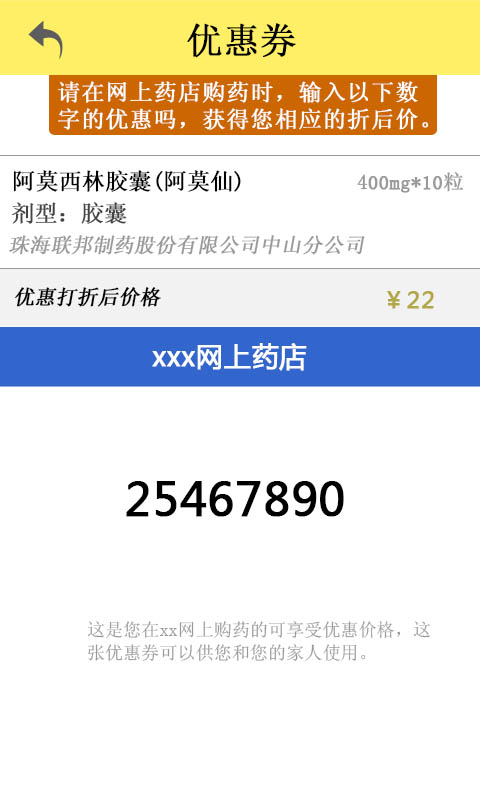 优惠券
请在网上药店购药时，输入以下数
字的优惠吗，获得您相应的折后价。
阿莫西林胶囊(阿莫仙) 400mg*10粒
剂型：胶囊
珠海联邦制药股份有限公司中山分公司
优惠打折后价格 ¥22
xxx网上药店
25467890
这是您在xx网上购药的可享受优惠价格，这
张优惠券可以供您和您的家人使用。